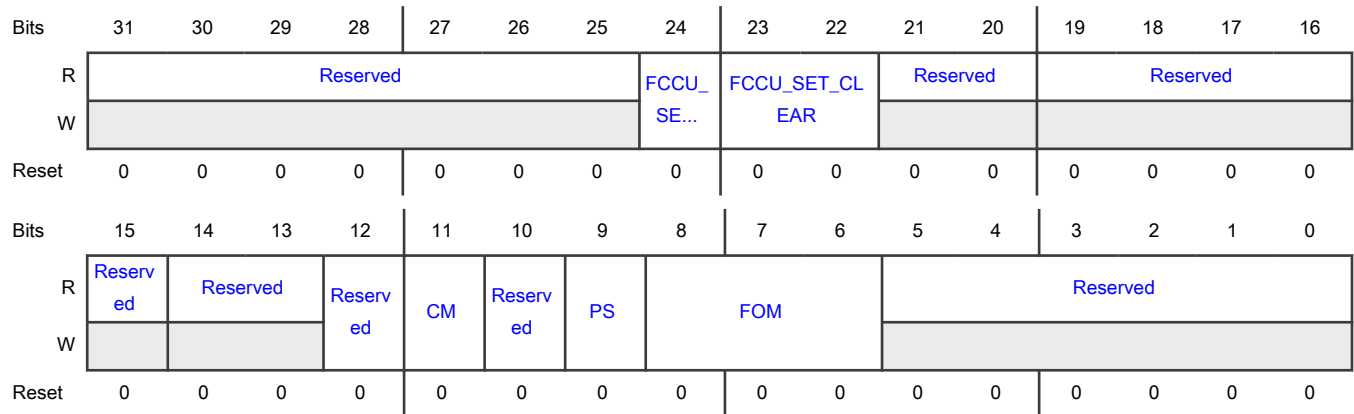 Bits 31 30 29 28 27 26 25 24 23 22 21 20 19 18 17 16
R Reserved FCCU_ FCCU_SET_CL Reserved Reserved
W SE... EAR
Reset 0 0 0 0 0 0 0 0 0 0 0 0 0 0 0 0
Bits 15 14 13 12 11 10 9 8 7 6 5 4 3 2 1 0
R Reserv Reserved Reserv CM Reserv PS FOM Reserved
ed ed ed
W
Reset 0 0 0 0 0 0 0 0 0 0 0 0 0 0 0 0